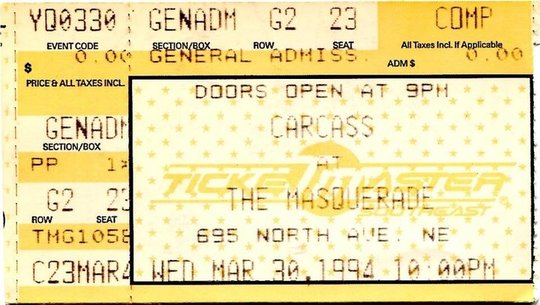 YQ0330 GENADM G2 23 COMP
EVENT CODE SECTION/BOX ROW SEAT All Taxes Incl. If Applicable
$ 0.00 GENERAL ADMISS. ADM $ 0.00
PRICE & ALL TAXES INCL.
DOORS OPEN AT 9PM
GENADM CARCASS
SECTION/BOX
PP 1X AT
TICKETMASTER
G2 23 THE MASQUERADE
ROW SEAT
TMG1058 695 NORTH AVE. NE
C23MAR4 WED MAR 30,1994 10:00PM